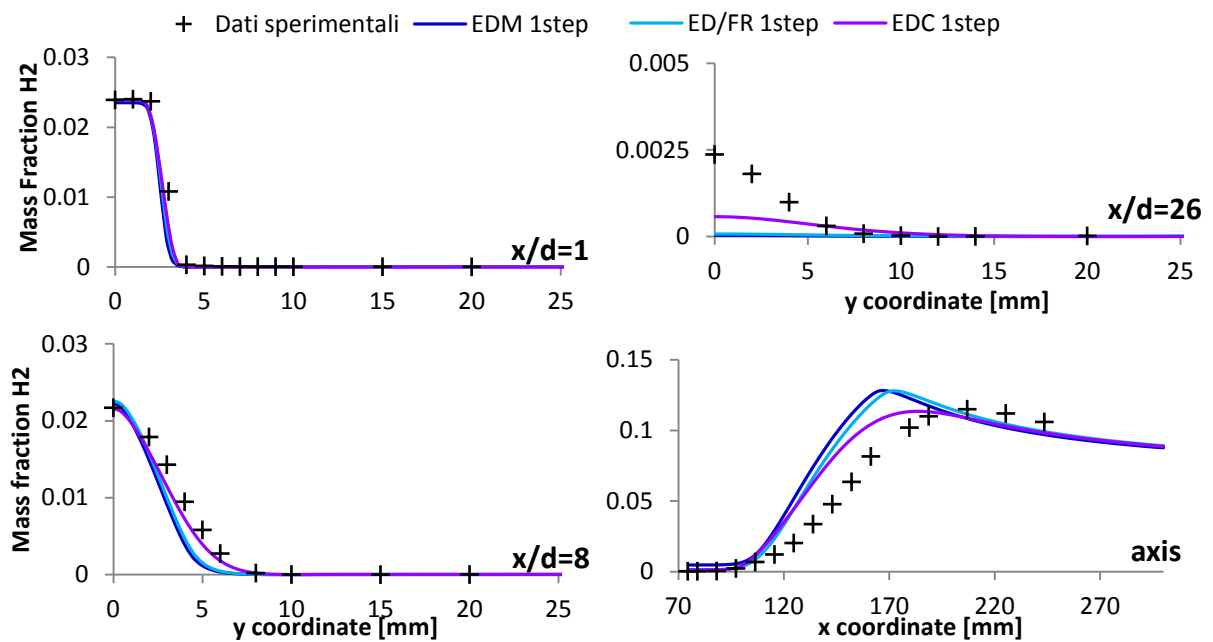 Dati sperimentali EDM 1step ED/FR 1step EDC 1step
Mass Fraction H2
0.03
0.02
0.01
0
0 5 10 15 20 25
x/d=1
0.005
0.0025
0
0 5 10 15 20 25
x/d=26
y coordinate [mm]
Mass fraction H2
0.03
0.02
0.01
0
0 5 10 15 20 25
x/d=8
y coordinate [mm]
0.15
0.1
0.05
0
70 120 170 220 270
axis
x coordinate [mm]